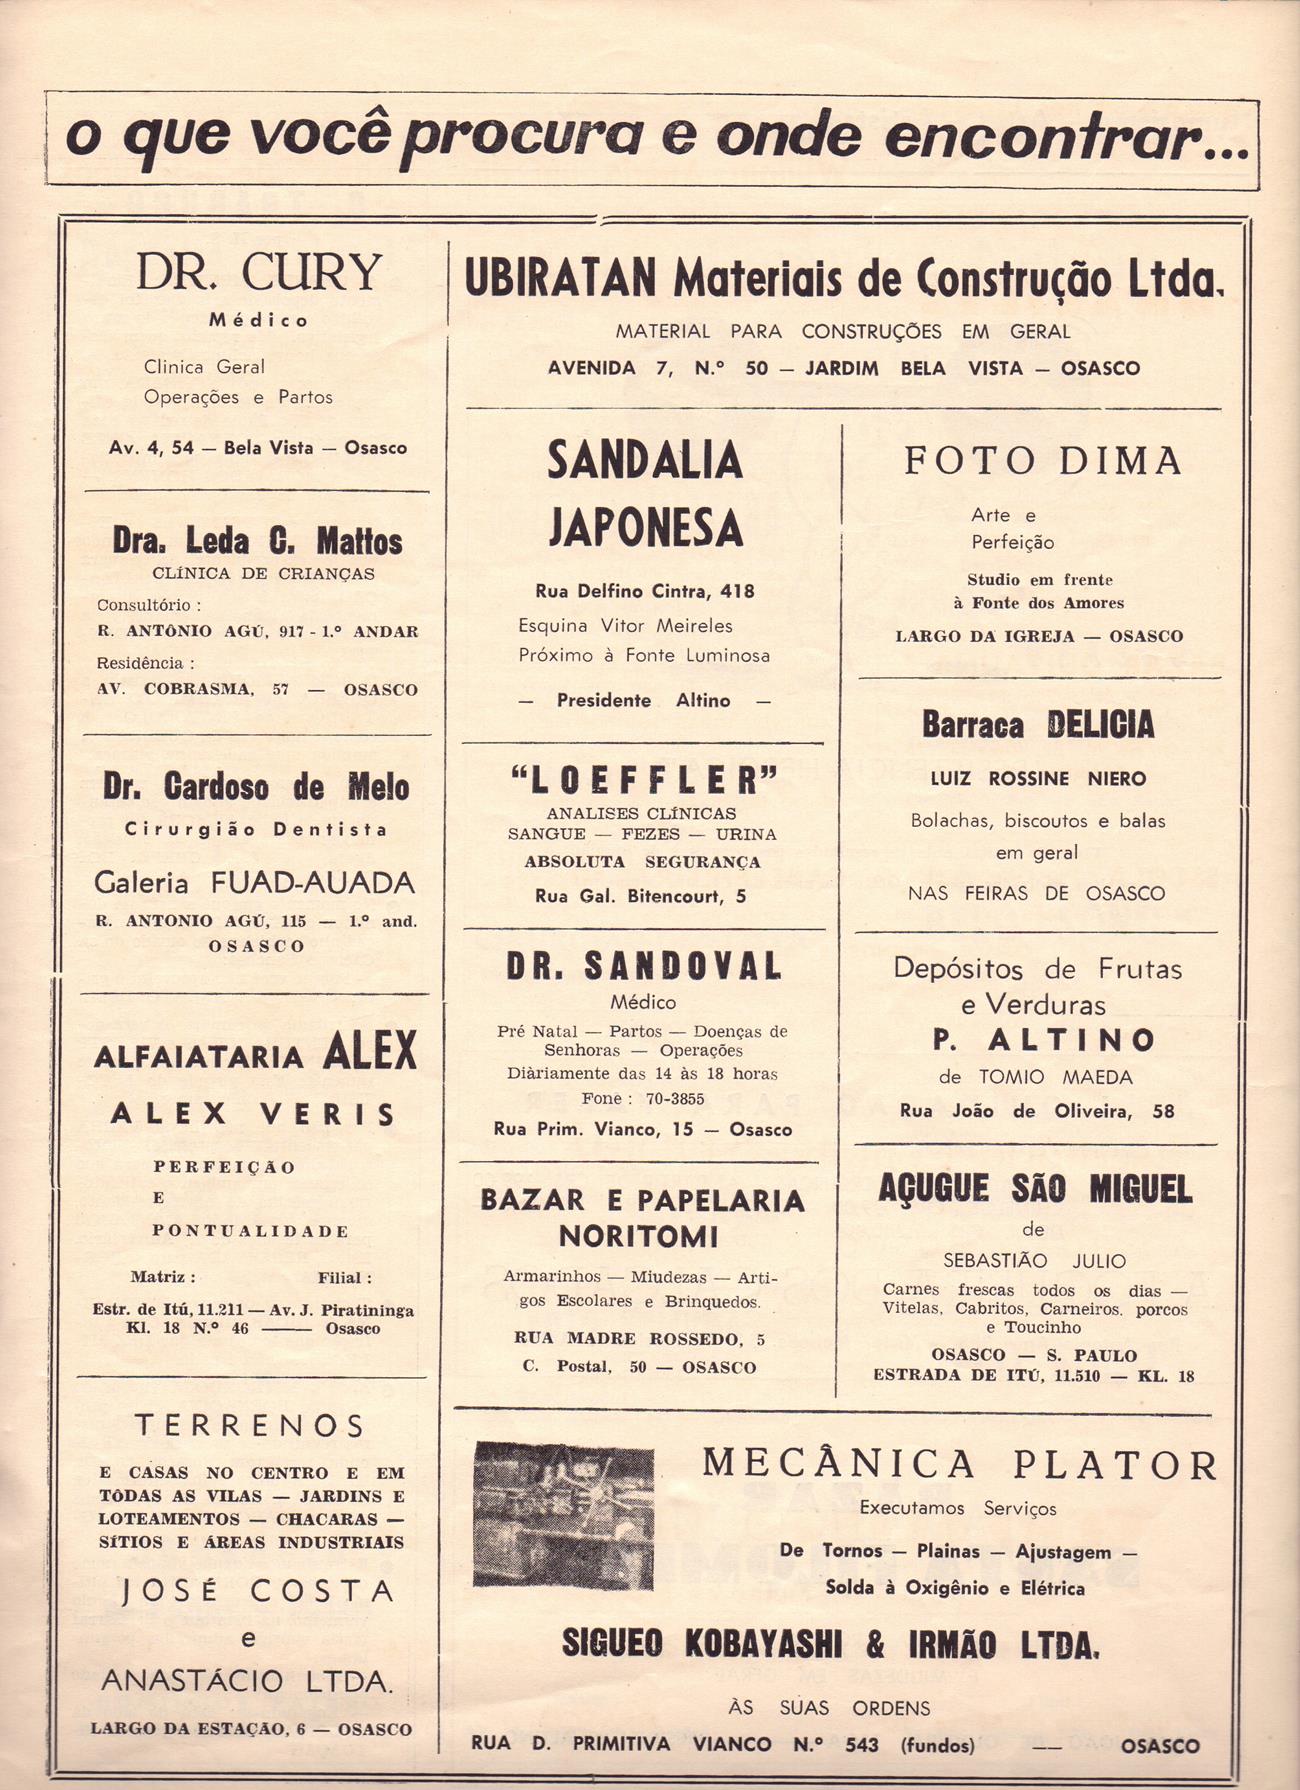 o que você procura e onde encontrar...
DR. CURY
Médico
Clinica Geral
Operações e Partos
Av. 4, 54 — Bela Vista — Osasco
Dra. Leda C. Mattos
CLÍNICA DE CRIANÇAS
Consultório :
R. ANTÔNIO AGÚ, 917 - 1.º ANDAR
Residência :
AV. COBRASMA, 57 — OSASCO
Dr. Cardoso de Melo
Cirurgião Dentista
Galeria FUAD-AUADA
R. ANTONIO AGÚ, 115 — 1.º and.
OSASCO
ALFAIATARIA ALEX
ALEX VERIS
PERFEIÇÃO
E
PONTUALIDADE
Matriz : Filial :
Estr. de Itú, 11.211 — Av. J. Piratininga
Kl. 18 N.º 46 —— Osasco
TERRENOS
E CASAS NO CENTRO E EM
TÔDAS AS VILAS — JARDINS E
LOTEAMENTOS — CHACARAS —
SÍTIOS E ÁREAS INDUSTRIAIS
JOSÉ COSTA
e
ANASTÁCIO LTDA.
LARGO DA ESTAÇÃO, 6 — OSASCO
UBIRATAN Materiais de Construção Ltda.
MATERIAL PARA CONSTRUÇÕES EM GERAL
AVENIDA 7, N.º 50 — JARDIM BELA VISTA — OSASCO
SANDALIA
JAPONESA
Rua Delfino Cintra, 418
Esquina Vitor Meireles
Próximo à Fonte Luminosa
— Presidente Altino —
“LOEFFLER”
ANALISES CLÍNICAS
SANGUE — FEZES — URINA
ABSOLUTA SEGURANÇA
Rua Gal. Bitencourt, 5
DR. SANDOVAL
Médico
Pré Natal — Partos — Doenças de
Senhoras — Operações
Diàriamente das 14 às 18 horas
Fone : 70-3855
Rua Prim. Vianco, 15 — Osasco
BAZAR E PAPELARIA
NORITOMI
Armarinhos — Miudezas — Arti-
gos Escolares e Brinquedos.
RUA MADRE ROSSEDO, 5
C. Postal, 50 — OSASCO
FOTO DIMA
Arte e
Perfeição
Studio em frente
à Fonte dos Amores
LARGO DA IGREJA — OSASCO
Barraca DELICIA
LUIZ ROSSINE NIERO
Bolachas, biscoutos e balas
em geral
NAS FEIRAS DE OSASCO
Depósitos de Frutas
e Verduras
P. ALTINO
de TOMIO MAEDA
Rua João de Oliveira, 58
AÇUGUE SÃO MIGUEL
de
SEBASTIÃO JULIO
Carnes frescas todos os dias —
Vitelas, Cabritos, Carneiros. porcos
e Toucinho
OSASCO — S. PAULO
ESTRADA DE ITÚ, 11.510 — KL. 18
MECÂNICA PLATOR
Executamos Serviços
De Tornos — Plainas — Ajustagem —
Solda à Oxigênio e Elétrica
SIGUEO KOBAYASHI & IRMÃO LTDA.
ÀS SUAS ORDENS
RUA D. PRIMITIVA VIANCO N.º 543 (fundos) — OSASCO